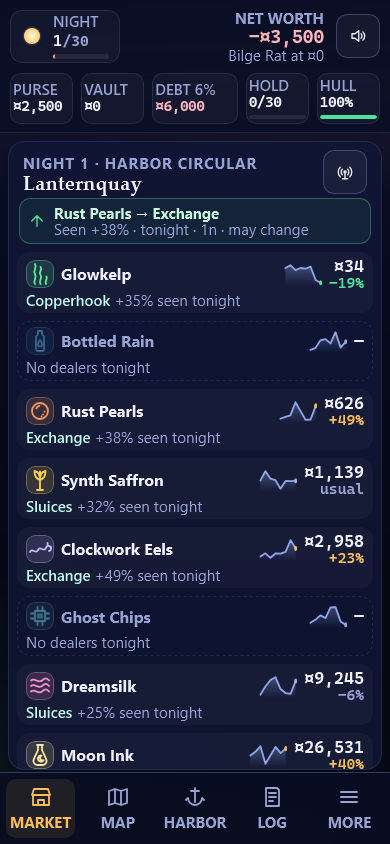 NIGHT
1/30
NET WORTH
−¤3,500
Bilge Rat at ¤0
PURSE
¤2,500
VAULT
¤0
DEBT 6%
¤6,000
HOLD
0/30
HULL
100%
NIGHT 1 · HARBOR CIRCULAR
Lanternquay
Rust Pearls → Exchange
Seen +38% · tonight · 1n · may change
Glowkelp
¤34
−19%
Copperhook +35% seen tonight
Bottled Rain
—
No dealers tonight
Rust Pearls
¤626
+49%
Exchange +38% seen tonight
Synth Saffron
¤1,139
usual
Sluices +32% seen tonight
Clockwork Eels
¤2,958
+23%
Exchange +49% seen tonight
Ghost Chips
—
No dealers tonight
Dreamsilk
¤9,245
−6%
Sluices +25% seen tonight
Moon Ink
¤26,531
+40%
MARKET
MAP
HARBOR
LOG
MORE